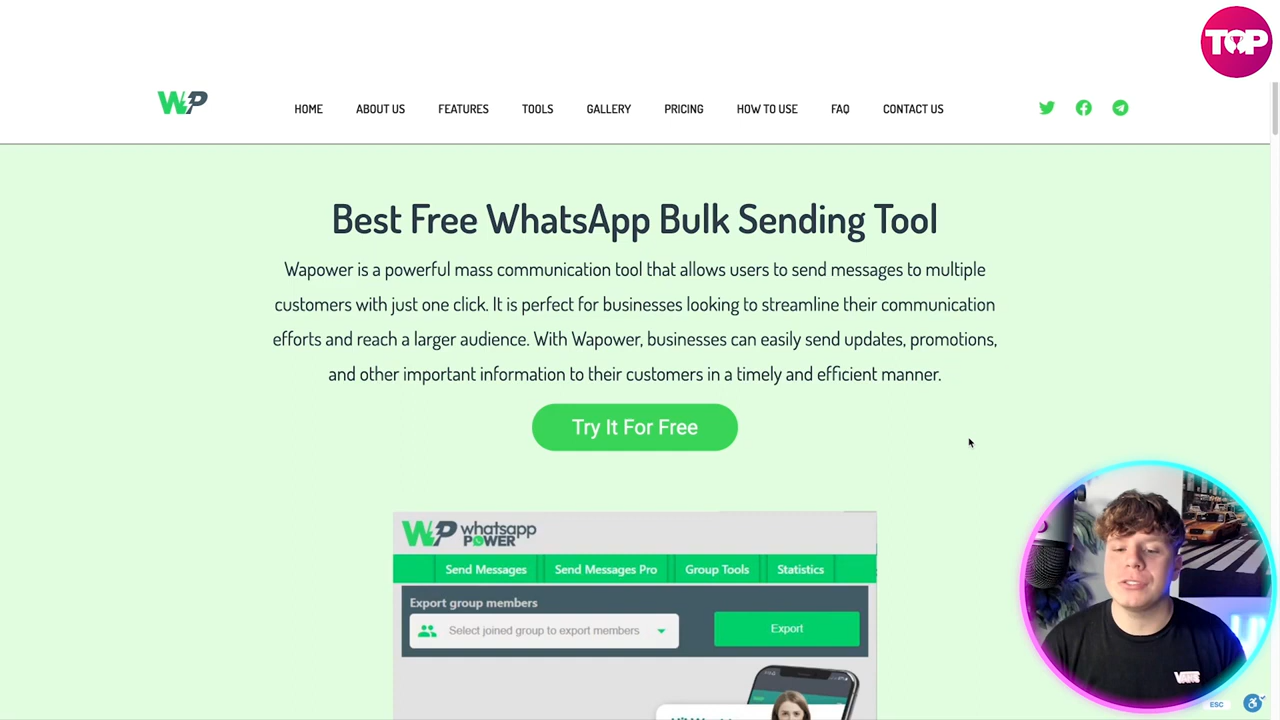 TOP
WP
HOME
ABOUT US
FEATURES
TOOLS
GALLERY
PRICING
HOW TO USE
FAQ
CONTACT US
Best Free WhatsApp Bulk Sending Tool
Wapower is a powerful mass communication tool that allows users to send messages to multiple
customers with just one click. It is perfect for businesses looking to streamline their communication
efforts and reach a larger audience. With Wapower, businesses can easily send updates, promotions,
and other important information to their customers in a timely and efficient manner.
Try It For Free
WP whatsapp
POWER
Send Messages
Send Messages Pro
Group Tools
Statistics
Export group members
Select joined group to export members
Export
VANS
ESC